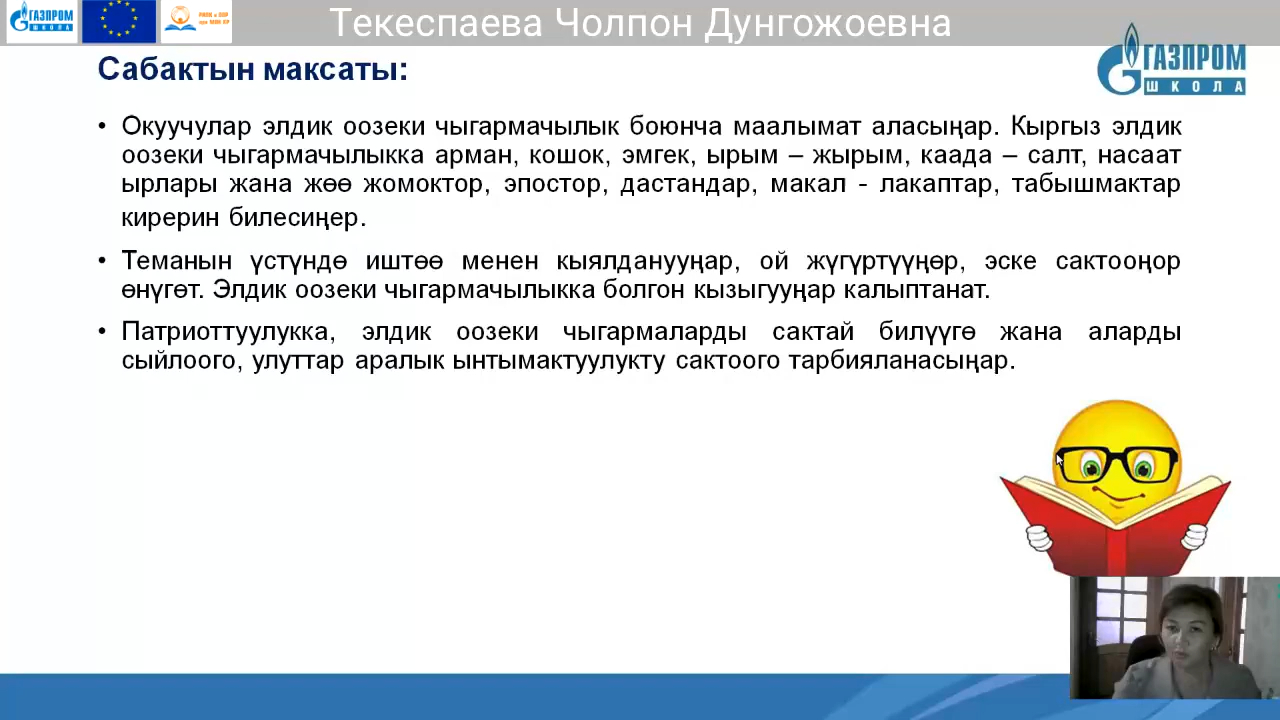 ГАЗПРОМ
ШКОЛА
Текеспаева Чолпон Дунгожоевна
Сабактын максаты:
ГАЗПРОМ
ШКОЛА
• Окуучулар элдик оозеки чыгармачылык боюнча маалымат аласыңар. Кыргыз элдик
оозеки чыгармачылыкка арман, кошок, эмгек, ырым – жырым, каада – салт, насаат
ырлары жана жөө жомоктор, эпостор, дастандар, макал - лакаптар, табышмактар
кирерин билесиңер.
• Теманын үстүндө иштөө менен кыялдануунӊар, ой жүгүртүүңөр, эске сактооңор
өнүгөт. Элдик оозеки чыгармачылыкка болгон кызыгууңар калыптанат.
• Патриоттуулукка, элдик оозеки чыгармаларды сактай билүүгө жана аларды
сыйлоого, улуттар аралык ынтымактуулукту сактоого тарбияланасыңар.